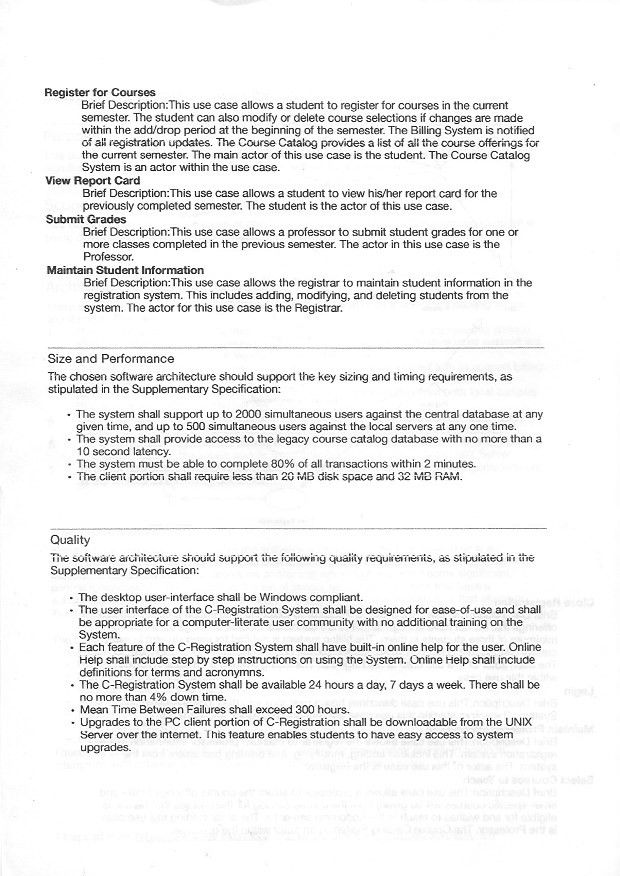 Register for Courses
Brief Description:This use case allows a student to register for courses in the current
semester. The student can also modify or delete course selections if changes are made
within the add/drop period at the beginning of the semester. The Billing System is notified
of all registration updates. The Course Catalog provides a list of all the course offerings for
the current semester. The main actor of this use case is the student. The Course Catalog
System is an actor within the use case.
View Report Card
Brief Description:This use case allows a student to view his/her report card for the
previously completed semester. The student is the actor of this use case.
Submit Grades
Brief Description:This use case allows a professor to submit student grades for one or
more classes completed in the previous semester. The actor in this use case is the
Professor.
Maintain Student Information
Brief Description:This use case allows the registrar to maintain student information in the
registration system. This includes adding, modifying, and deleting students from the
system. The actor for this use case is the Registrar.
Size and Performance
The chosen software architecture should support the key sizing and timing requirements, as
stipulated in the Supplementary Specification:
• The system shall support up to 2000 simultaneous users against the central database at any
given time, and up to 500 simultaneous users against the local servers at any one time.
• The system shall provide access to the legacy course catalog database with no more than a
10 second latency.
• The system must be able to complete 80% of all transactions within 2 minutes.
• The client portion shall require less than 20 MB disk space and 32 MB RAM.
Quality
The software architecture should support the following quality requirements, as stipulated in the
Supplementary Specification:
• The desktop user-interface shall be Windows compliant.
• The user interface of the C-Registration System shall be designed for ease-of-use and shall
be appropriate for a computer-literate user community with no additional training on the
System.
• Each feature of the C-Registration System shall have built-in online help for the user. Online
Help shall include step by step instructions on using the System. Online Help shall include
definitions for terms and acronymns.
• The C-Registration System shall be available 24 hours a day, 7 days a week. There shall be
no more than 4% down time.
• Mean Time Between Failures shall exceed 300 hours.
• Upgrades to the PC client portion of C-Registration shall be downloadable from the UNIX
Server over the internet. This feature enables students to have easy access to system
upgrades.